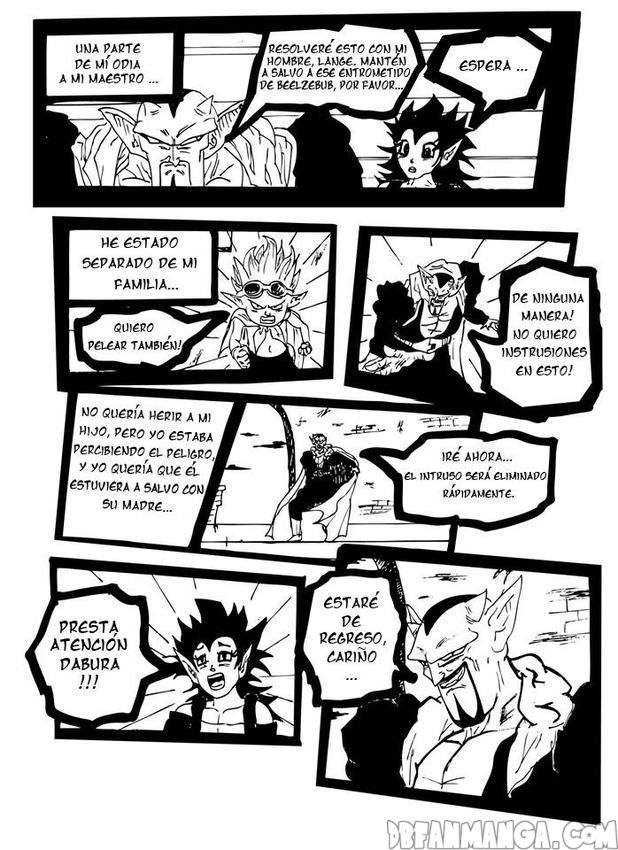 UNA PARTE
DE MÍ ODIA
A MI MAESTRO ...
RESOLVERÉ ESTO CON MI
HOMBRE, LANGE. MANTÉN
A SALVO A ESE ENTROMETIDO
DE BEELZEBUB, POR FAVOR...
ESPERA ...
HE ESTADO
SEPARADO DE MI
FAMILIA...
QUIERO
PELEAR TAMBIÉN!
DE NINGUNA
MANERA!
NO QUIERO
INSTRUSIONES
EN ESTO!
NO QUERÍA HERIR A MI
HIJO, PERO YO ESTABA
PERCIBIENDO EL PELIGRO,
Y YO QUERÍA QUE ÉL
ESTUVIERA A SALVO CON
SU MADRE...
IRÉ AHORA...
EL INTRUSO SERÁ ELIMINADO
RÁPIDAMENTE.
PRESTA
ATENCIÓN
DABURA
!!!
ESTARÉ
DE
REGRESO,
CARIÑO
...
DBFANMANGA.COM